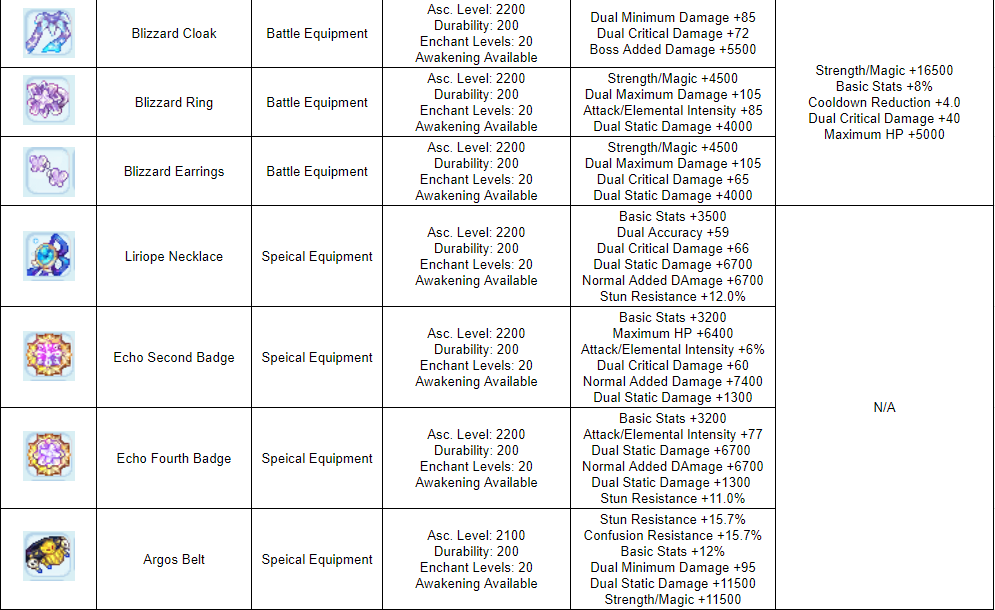 Blizzard Cloak
Battle Equipment
Asc. Level: 2200
Durability: 200
Enchant Levels: 20
Awakening Available
Dual Minimum Damage +85
Dual Critical Damage +72
Boss Added Damage +5500
Strength/Magic +16500
Basic Stats +8%
Cooldown Reduction +4.0
Dual Critical Damage +40
Maximum HP +5000
Blizzard Ring
Battle Equipment
Asc. Level: 2200
Durability: 200
Enchant Levels: 20
Awakening Available
Strength/Magic +4500
Dual Maximum Damage +105
Attack/Elemental Intensity +85
Dual Static Damage +4000
Blizzard Earrings
Battle Equipment
Asc. Level: 2200
Durability: 200
Enchant Levels: 20
Awakening Available
Strength/Magic +4500
Dual Maximum Damage +105
Dual Critical Damage +65
Dual Static Damage +4000
Liriope Necklace
Speical Equipment
Asc. Level: 2200
Durability: 200
Enchant Levels: 20
Awakening Available
Basic Stats +3500
Dual Accuracy +59
Dual Critical Damage +66
Dual Static Damage +6700
Normal Added DAmage +6700
Stun Resistance +12.0%
N/A
Echo Second Badge
Speical Equipment
Asc. Level: 2200
Durability: 200
Enchant Levels: 20
Awakening Available
Basic Stats +3200
Maximum HP +6400
Attack/Elemental Intensity +6%
Dual Critical Damage +60
Normal Added Damage +7400
Dual Static Damage +1300
Echo Fourth Badge
Speical Equipment
Asc. Level: 2200
Durability: 200
Enchant Levels: 20
Awakening Available
Basic Stats +3200
Attack/Elemental Intensity +77
Dual Static Damage +6700
Normal Added DAmage +6700
Dual Static Damage +1300
Stun Resistance +11.0%
Argos Belt
Speical Equipment
Asc. Level: 2100
Durability: 200
Enchant Levels: 20
Awakening Available
Stun Resistance +15.7%
Confusion Resistance +15.7%
Basic Stats +12%
Dual Minimum Damage +95
Dual Static Damage +11500
Strength/Magic +11500